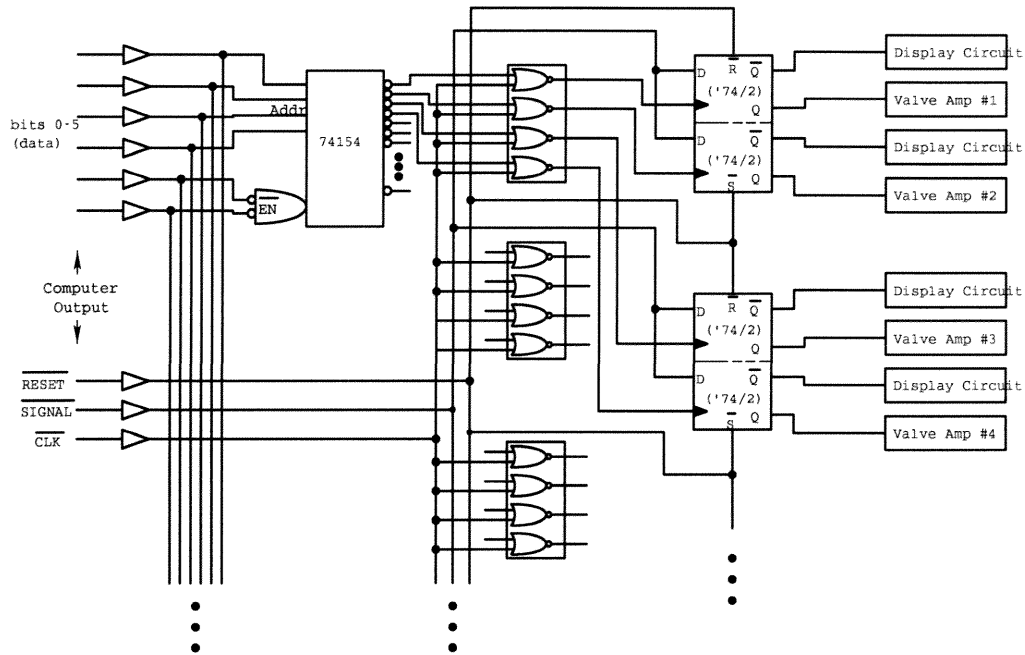 bits 0-5
(data)
Addr
74154
EN
Computer
Output
RESET
SIGNAL
CLK
D
R
Q
('74/2)
Q
D
Q
('74/2)
S
Q
Display Circuit
Valve Amp #1
Display Circuit
Valve Amp #2
D
R
Q
('74/2)
Q
D
Q
('74/2)
S
Q
Display Circuit
Valve Amp #3
Display Circuit
Valve Amp #4